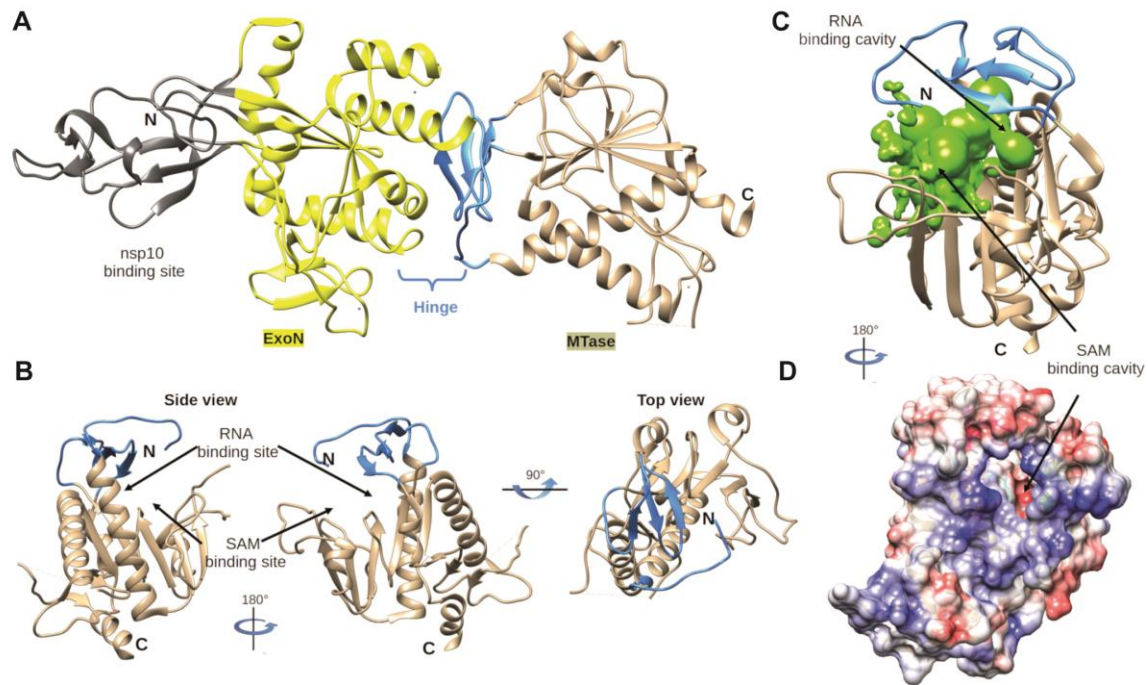 A
N
nsp10
binding site
ExoN
Hinge
MTase
C
B
Side view
N
RNA
binding site
N
SAM
binding site
C
180°
C
90°
Top view
N
C
RNA
binding cavity
N
C
180°
SAM
binding cavity
D